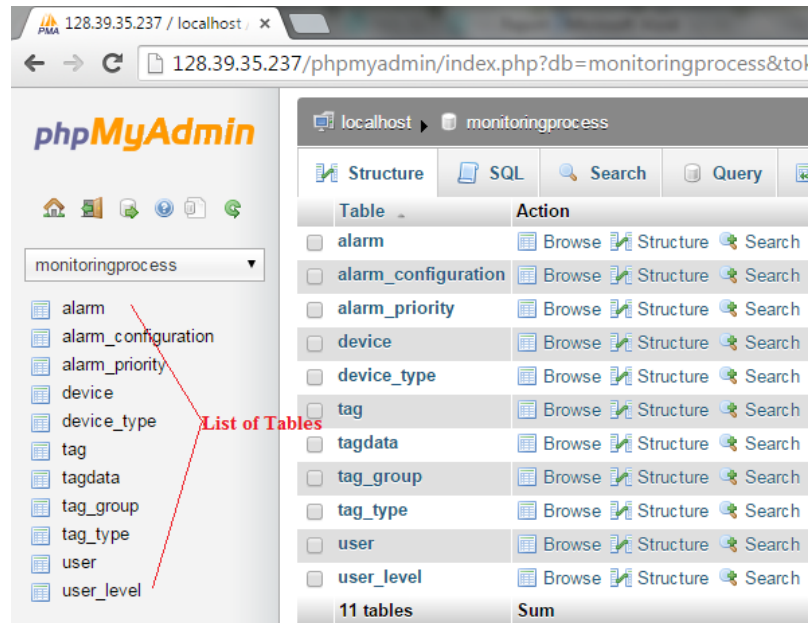 128.39.35.237 / localhost /
128.39.35.237/phpmyadmin/index.php?db=monitoringprocess&tok
phpMyAdmin
PMA
localhost monitoringprocess
Structure SQL Search Query
Table Action
monitoringprocess
alarm
alarm_configuration
alarm_priority
device
device_type
tag
tagdata
tag_group
tag_type
user
user_level
List of Tables
alarm Browse Structure Search
alarm_configuration Browse Structure Search
alarm_priority Browse Structure Search
device Browse Structure Search
device_type Browse Structure Search
tag Browse Structure Search
tagdata Browse Structure Search
tag_group Browse Structure Search
tag_type Browse Structure Search
user Browse Structure Search
user_level Browse Structure Search
11 tables Sum